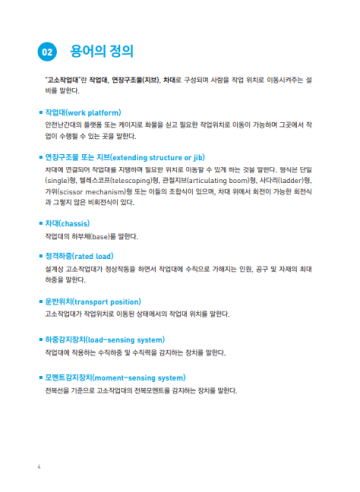 02 용어의 정의
“고소작업대”란 작업대, 연장구조물(지브), 차대로 구성되며 사람을 작업 위치로 이동시켜주는 설
비를 말한다.
■ 작업대(work platform)
안전난간대의 플랫폼 또는 케이지로 화물을 싣고 필요한 작업위치로 이동이 가능하며 그곳에서 작
업이 수행될 수 있는 곳을 말한다.
■ 연장구조물 또는 지브(extending structure or jib)
차대에 연결되어 작업대를 지탱하며 필요한 위치로 이동할 수 있게 하는 것을 말한다. 형식은 단일
(single)형, 텔레스코프(telescoping)형, 관절지브(articulating boom)형, 사다리(ladder)형,
가위(scissor mechanism)형 또는 이들의 조합식이 있으며, 차대 위에서 회전이 가능한 회전식
과 그렇지 않은 비회전식이 있다.
■ 차대(chassis)
작업대의 하부체(base)를 말한다.
■ 정격하중(rated load)
설계상 고소작업대가 정상작동을 하면서 작업대에 수직으로 가해지는 인원, 공구 및 자재의 최대
하중을 말한다.
■ 운반위치(transport position)
고소작업대가 작업위치로 이동된 상태에서의 작업대 위치를 말한다.
■ 하중감지장치(load-sensing system)
작업대에 작용하는 수직하중 및 수직력을 감지하는 장치를 말한다.
■ 모멘트감지장치(moment-sensing system)
전복선을 기준으로 고소작업대의 전복모멘트를 감지하는 장치를 말한다.
4